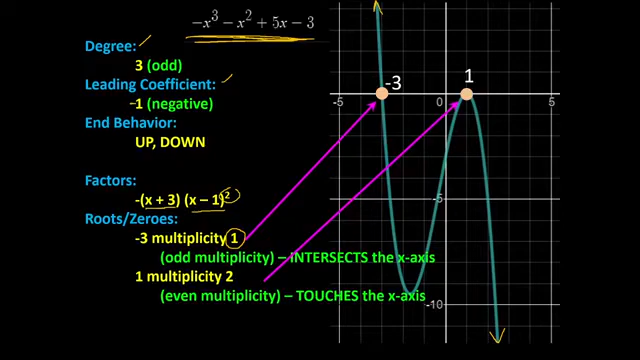 -x³ - x² + 5x - 3
Degree:
3 (odd)
Leading Coefficient:
-1 (negative)
End Behavior:
UP, DOWN
Factors:
-(x + 3) (x – 1)²
Roots/Zeroes:
-3 multiplicity 1
(odd multiplicity) – INTERSECTS the x-axis
1 multiplicity 2
(even multiplicity) – TOUCHES the x-axis
-3
1
-5
0
5
-5
-10